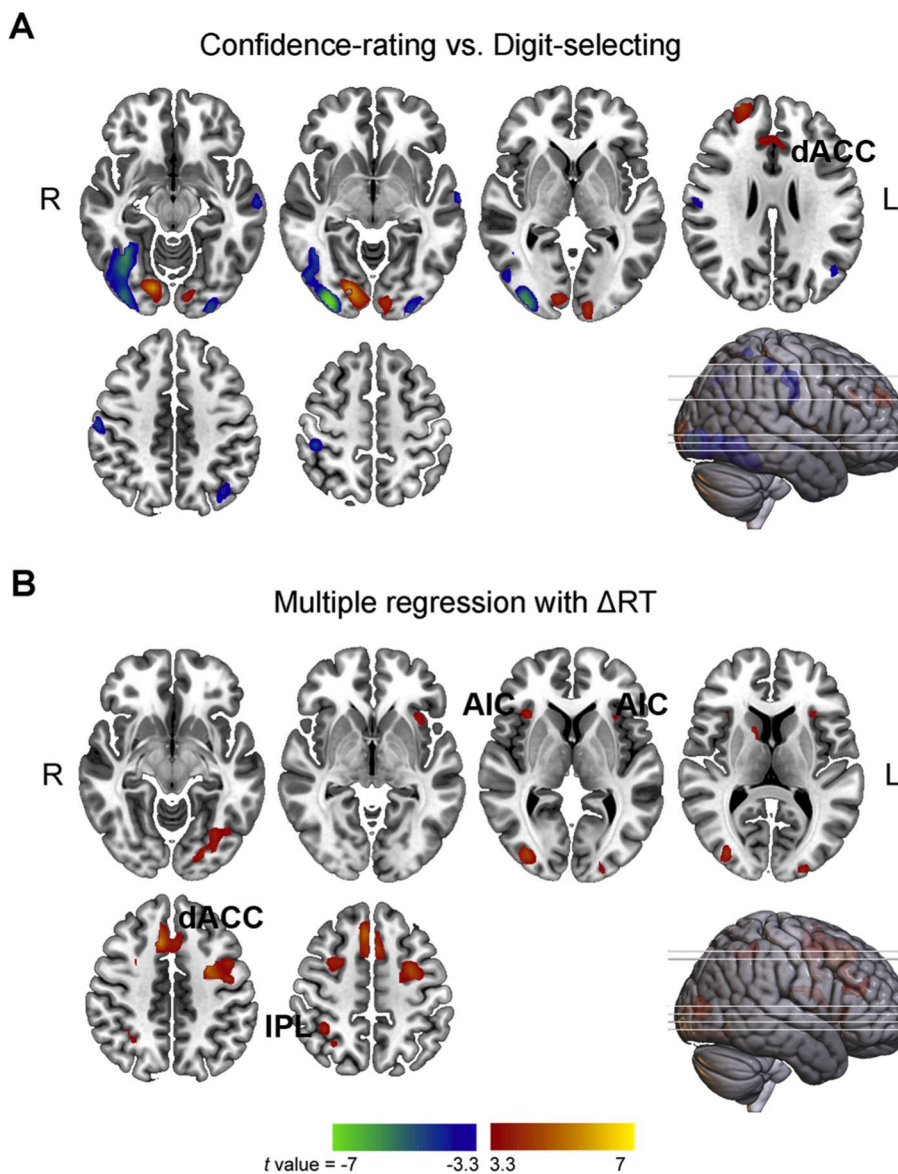 A
Confidence-rating vs. Digit-selecting
dACC
R
L
B
Multiple regression with ΔRT
AIC
AIC
R
L
dACC
IPL
t value = -7
-3.3
3.3
7